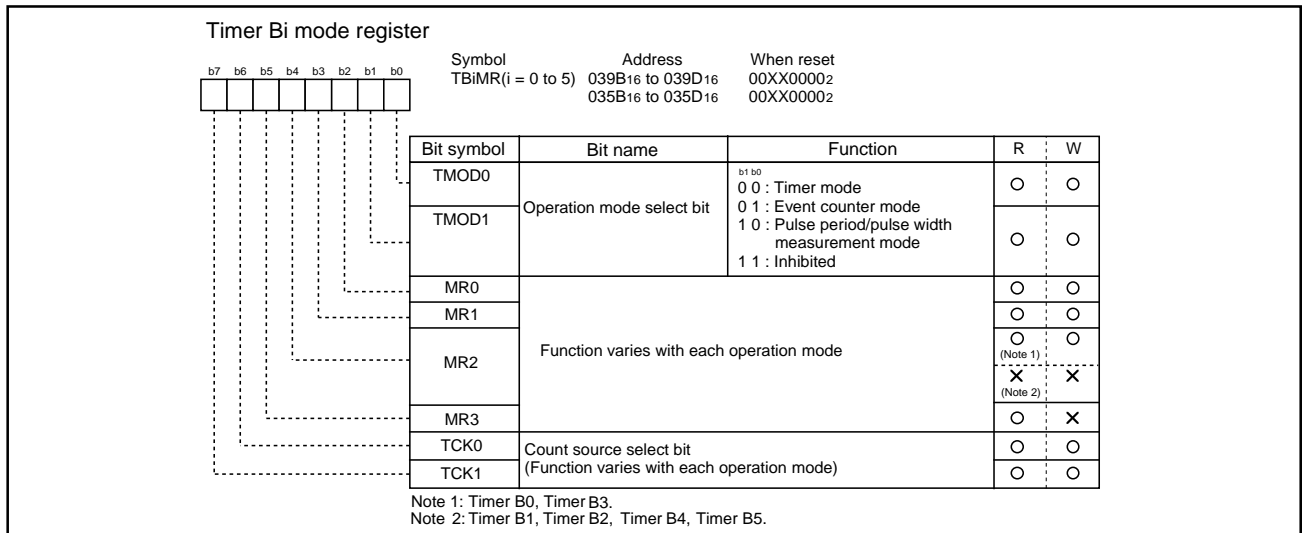 Timer Bi mode register
Symbol Address When reset
TBiMR(i = 0 to 5) 039B16 to 039D16 00XX00002
035B16 to 035D16 00XX00002
b7 b6 b5 b4 b3 b2 b1 b0
Bit symbol Bit name Function R W
TMOD0
TMOD1
Operation mode select bit
b1 b0
0 0 : Timer mode
0 1 : Event counter mode
1 0 : Pulse period/pulse width
measurement mode
1 1 : Inhibited
MR0
MR1
MR2
MR3
Function varies with each operation mode
(Note 1)
(Note 2)
TCK0
TCK1
Count source select bit
(Function varies with each operation mode)
Note 1: Timer B0, Timer B3.
Note 2: Timer B1, Timer B2, Timer B4, Timer B5.